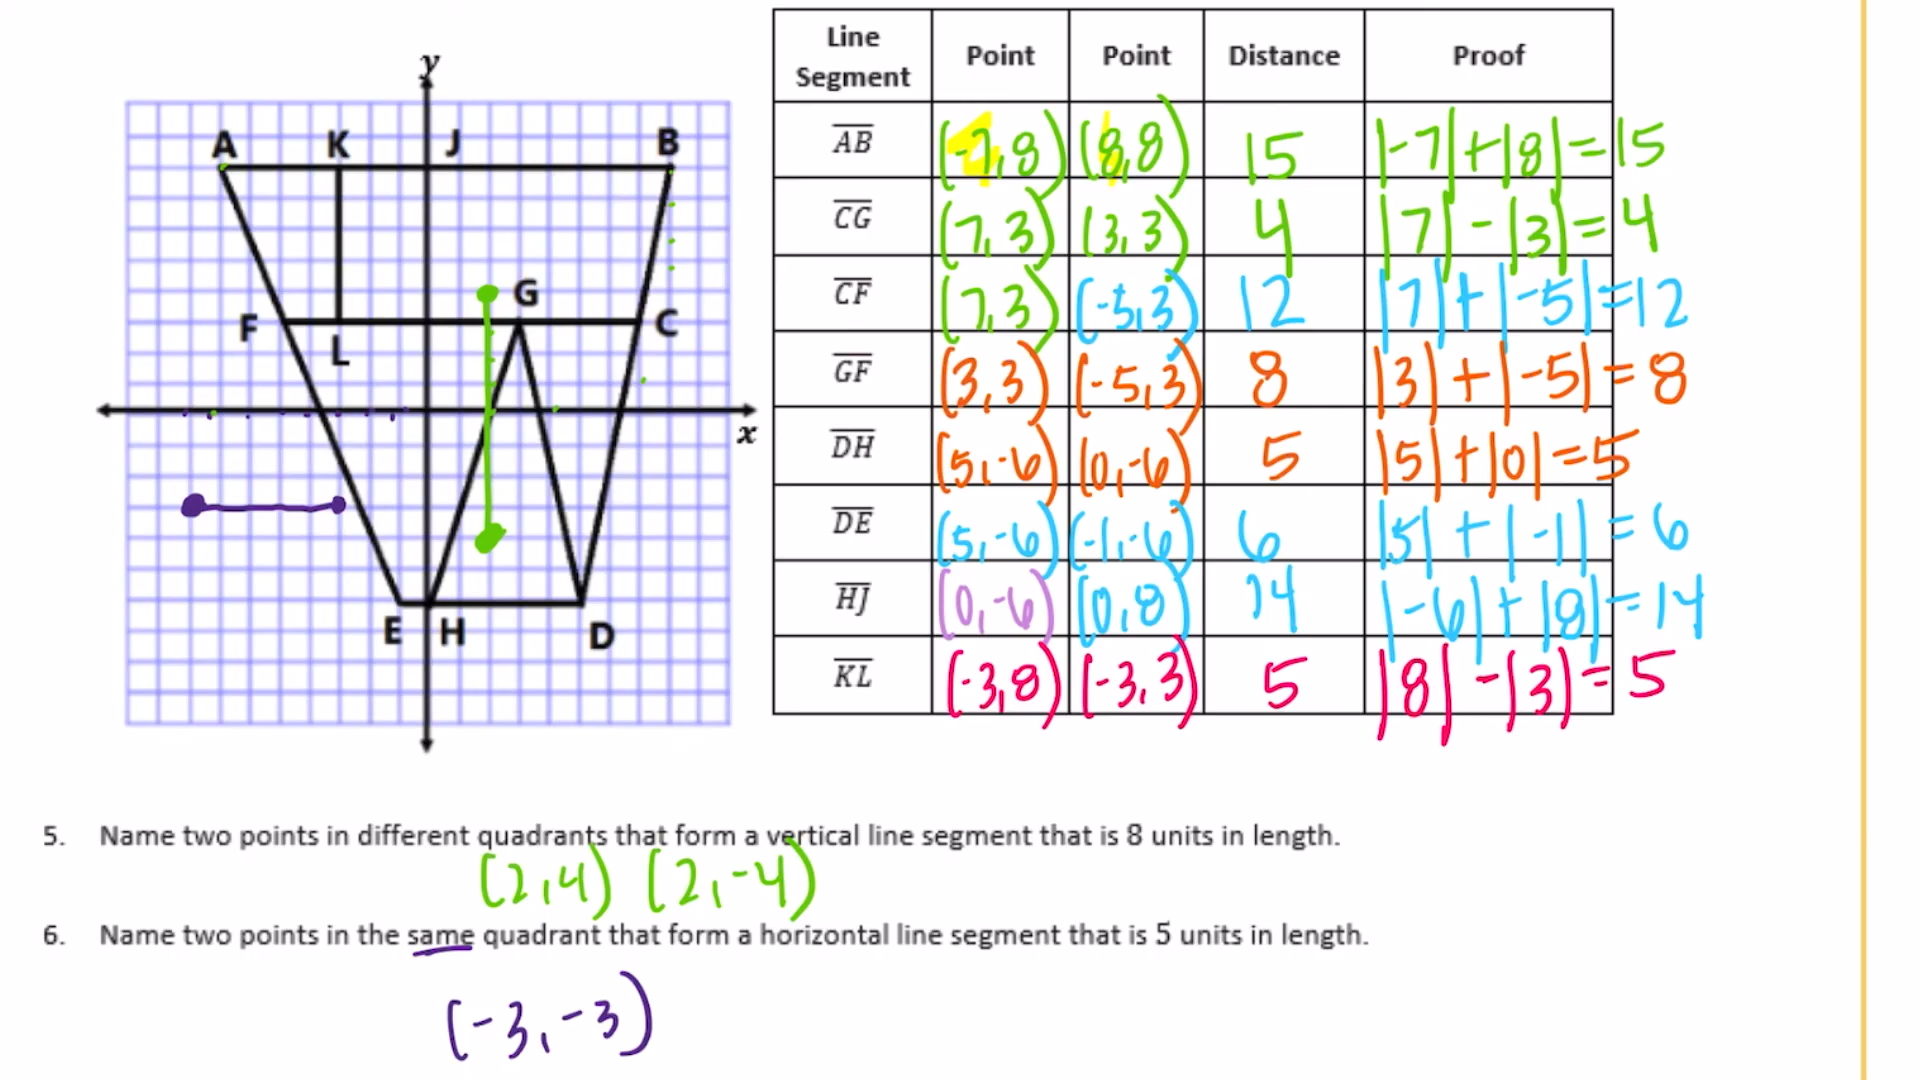 y
A K J B
G
F L C
x
E H D
Line Segment Point Point Distance Proof
AB (-7,8) (8,8) 15 |-7|+|8|=15
CG (7,3) (3,3) 4 |7|-|3|=4
CF (7,3) (-5,3) 12 |7|+|-5|=12
GF (3,3) (-5,3) 8 |3|+|-5|=8
DH (5,-6) (0,-6) 5 |5|+|0|=5
DE (5,-6) (-1,-6) 6 |5|+|-1|=6
HJ (0,-6) (0,8) 14 |-6|+|8|=14
KL (-3,8) (-3,3) 5 |8|-|3|=5
5. Name two points in different quadrants that form a vertical line segment that is 8 units in length.
(2,4) (2,-4)
6. Name two points in the same quadrant that form a horizontal line segment that is 5 units in length.
(-3,-3)